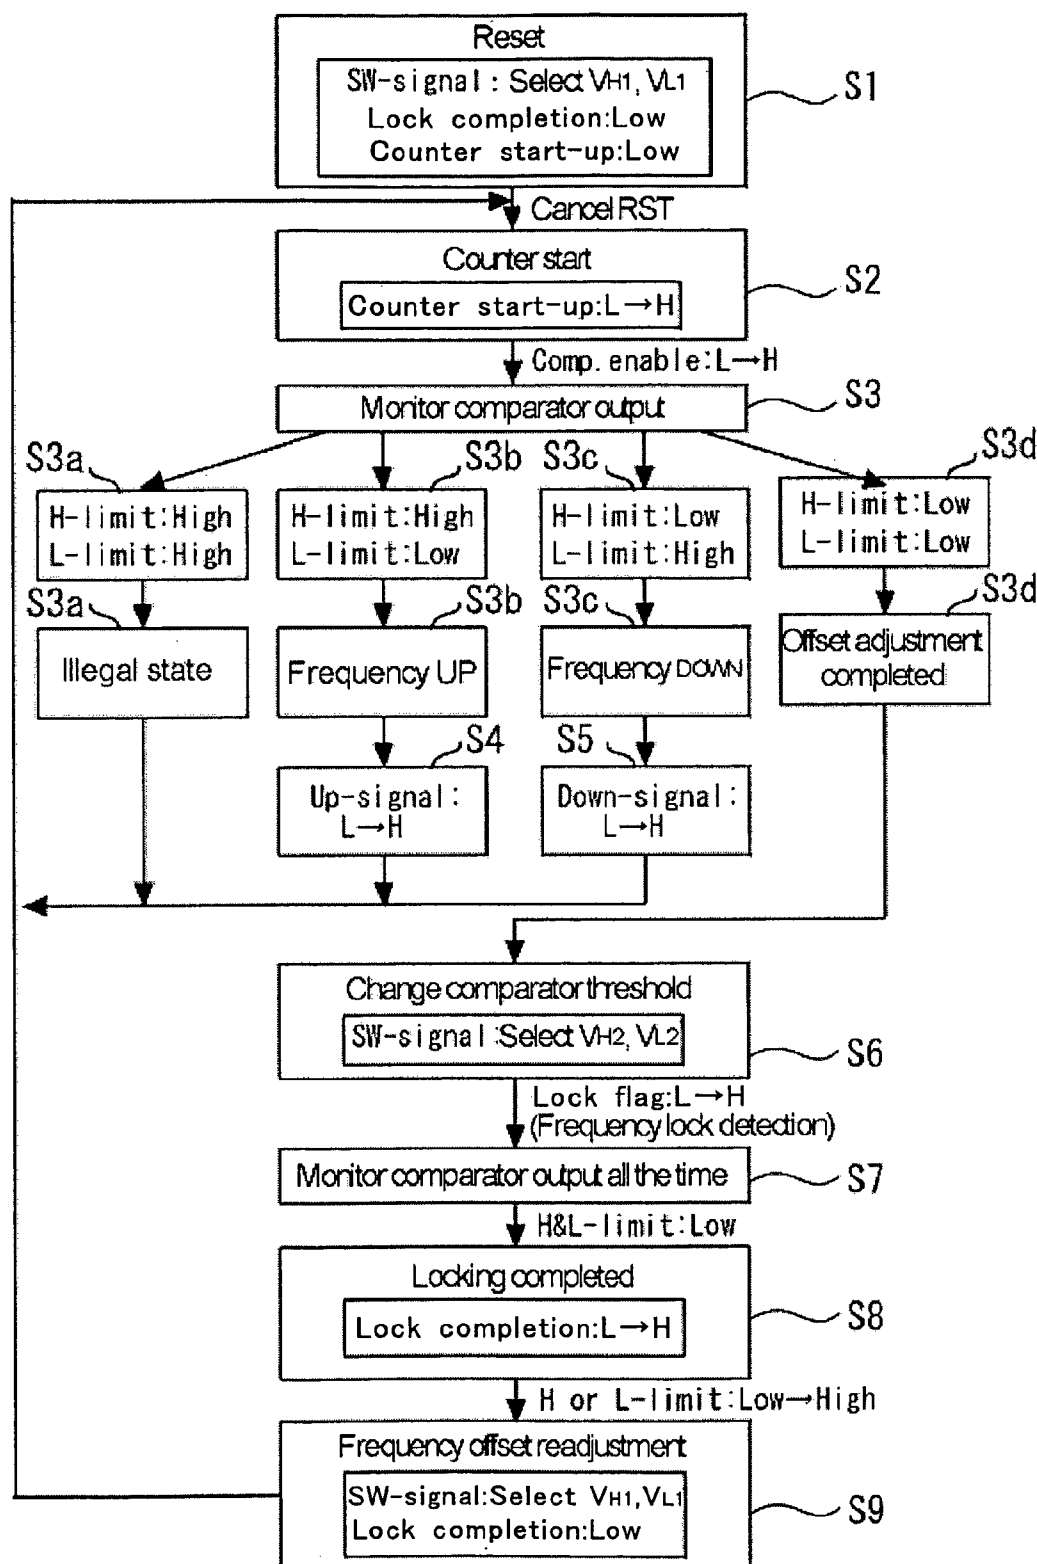 Reset
SW-signal: Select VH1, VL1
Lock completion:Low
Counter start-up:Low
S1
Cancel RST
Counter start
Counter start-up:L→H
S2
Comp.enable:L→H
Monitor comparator output
S3
S3a
H-limit:High
L-limit:High
S3b
H-limit:High
L-limit:Low
S3c
H-limit:Low
L-limit:High
S3d
H-limit:Low
L-limit:Low
S3a
Illegal state
S3b
Frequency UP
S3c
Frequency DOWN
S3d
Offset adjustment
completed
S4
Up-signal:
L→H
S5
Down-signal:
L→H
Change comparator threshold
SW-signal:Select VH2, VL2
S6
Lock flag:L→H
(Frequency lock detection)
Monitor comparator output all the time
S7
H&L-limit:Low
Locking completed
Lock completion:L→H
S8
H or L-limit:Low→High
Frequency offset readjustment
SW-signal:Select VH1,VL1
Lock completion:Low
S9